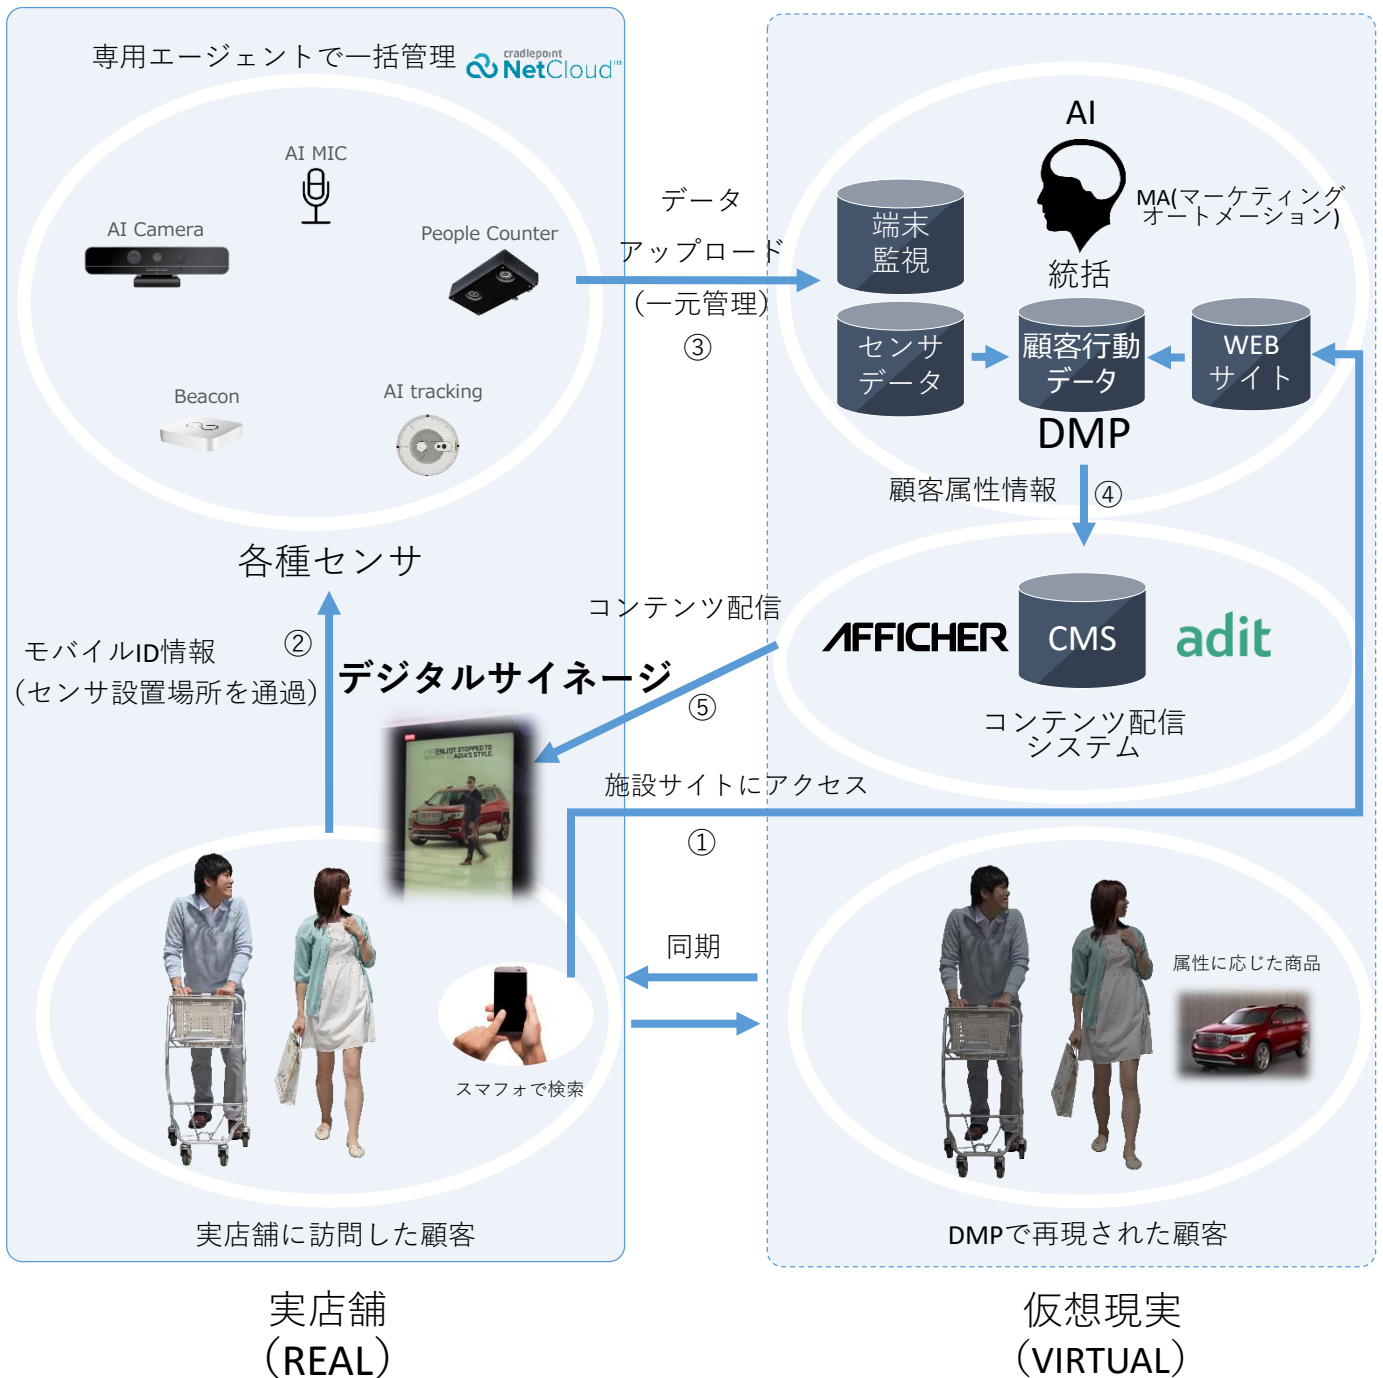 専用エージェントで一括管理
cradlepoint
NetCloud™
AI MIC
AI Camera
People Counter
Beacon
AI tracking
各種センサ
モバイルID情報
（センサ設置場所を通過）
②
デジタルサイネージ
ENJOY STOPPED TO
ADIA'S STYLE.
スマフォで検索
実店舗に訪問した顧客
実店舗
（REAL）
データ
アップロード
（一元管理）
③
コンテンツ配信
⑤
施設サイトにアクセス
①
同期
AI
MA(マーケティング
オートメーション)
統括
端末
監視
センサ
データ
顧客行動
データ
WEB
サイト
DMP
顧客属性情報
④
AFFICHER
CMS
adit
コンテンツ配信
システム
属性に応じた商品
DMPで再現された顧客
仮想現実
（VIRTUAL）